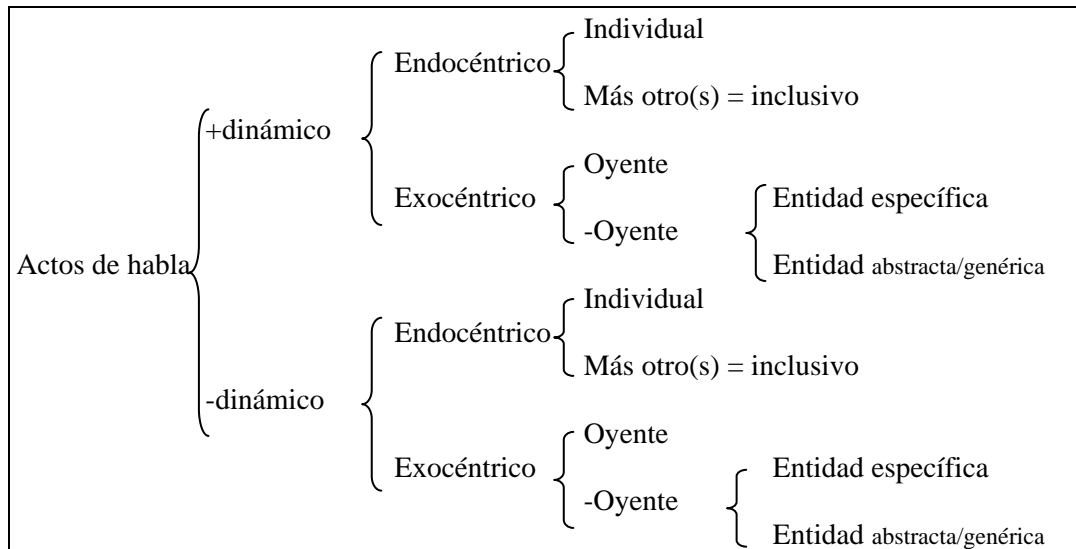 Individual
Endocéntrico
Más otro(s) = inclusivo
+dinámico
Oyente
Exocéntrico
Entidad específica
-Oyente
Entidad abstracta/genérica
Actos de habla
Individual
Endocéntrico
Más otro(s) = inclusivo
-dinámico
Oyente
Exocéntrico
Entidad específica
-Oyente
Entidad abstracta/genérica